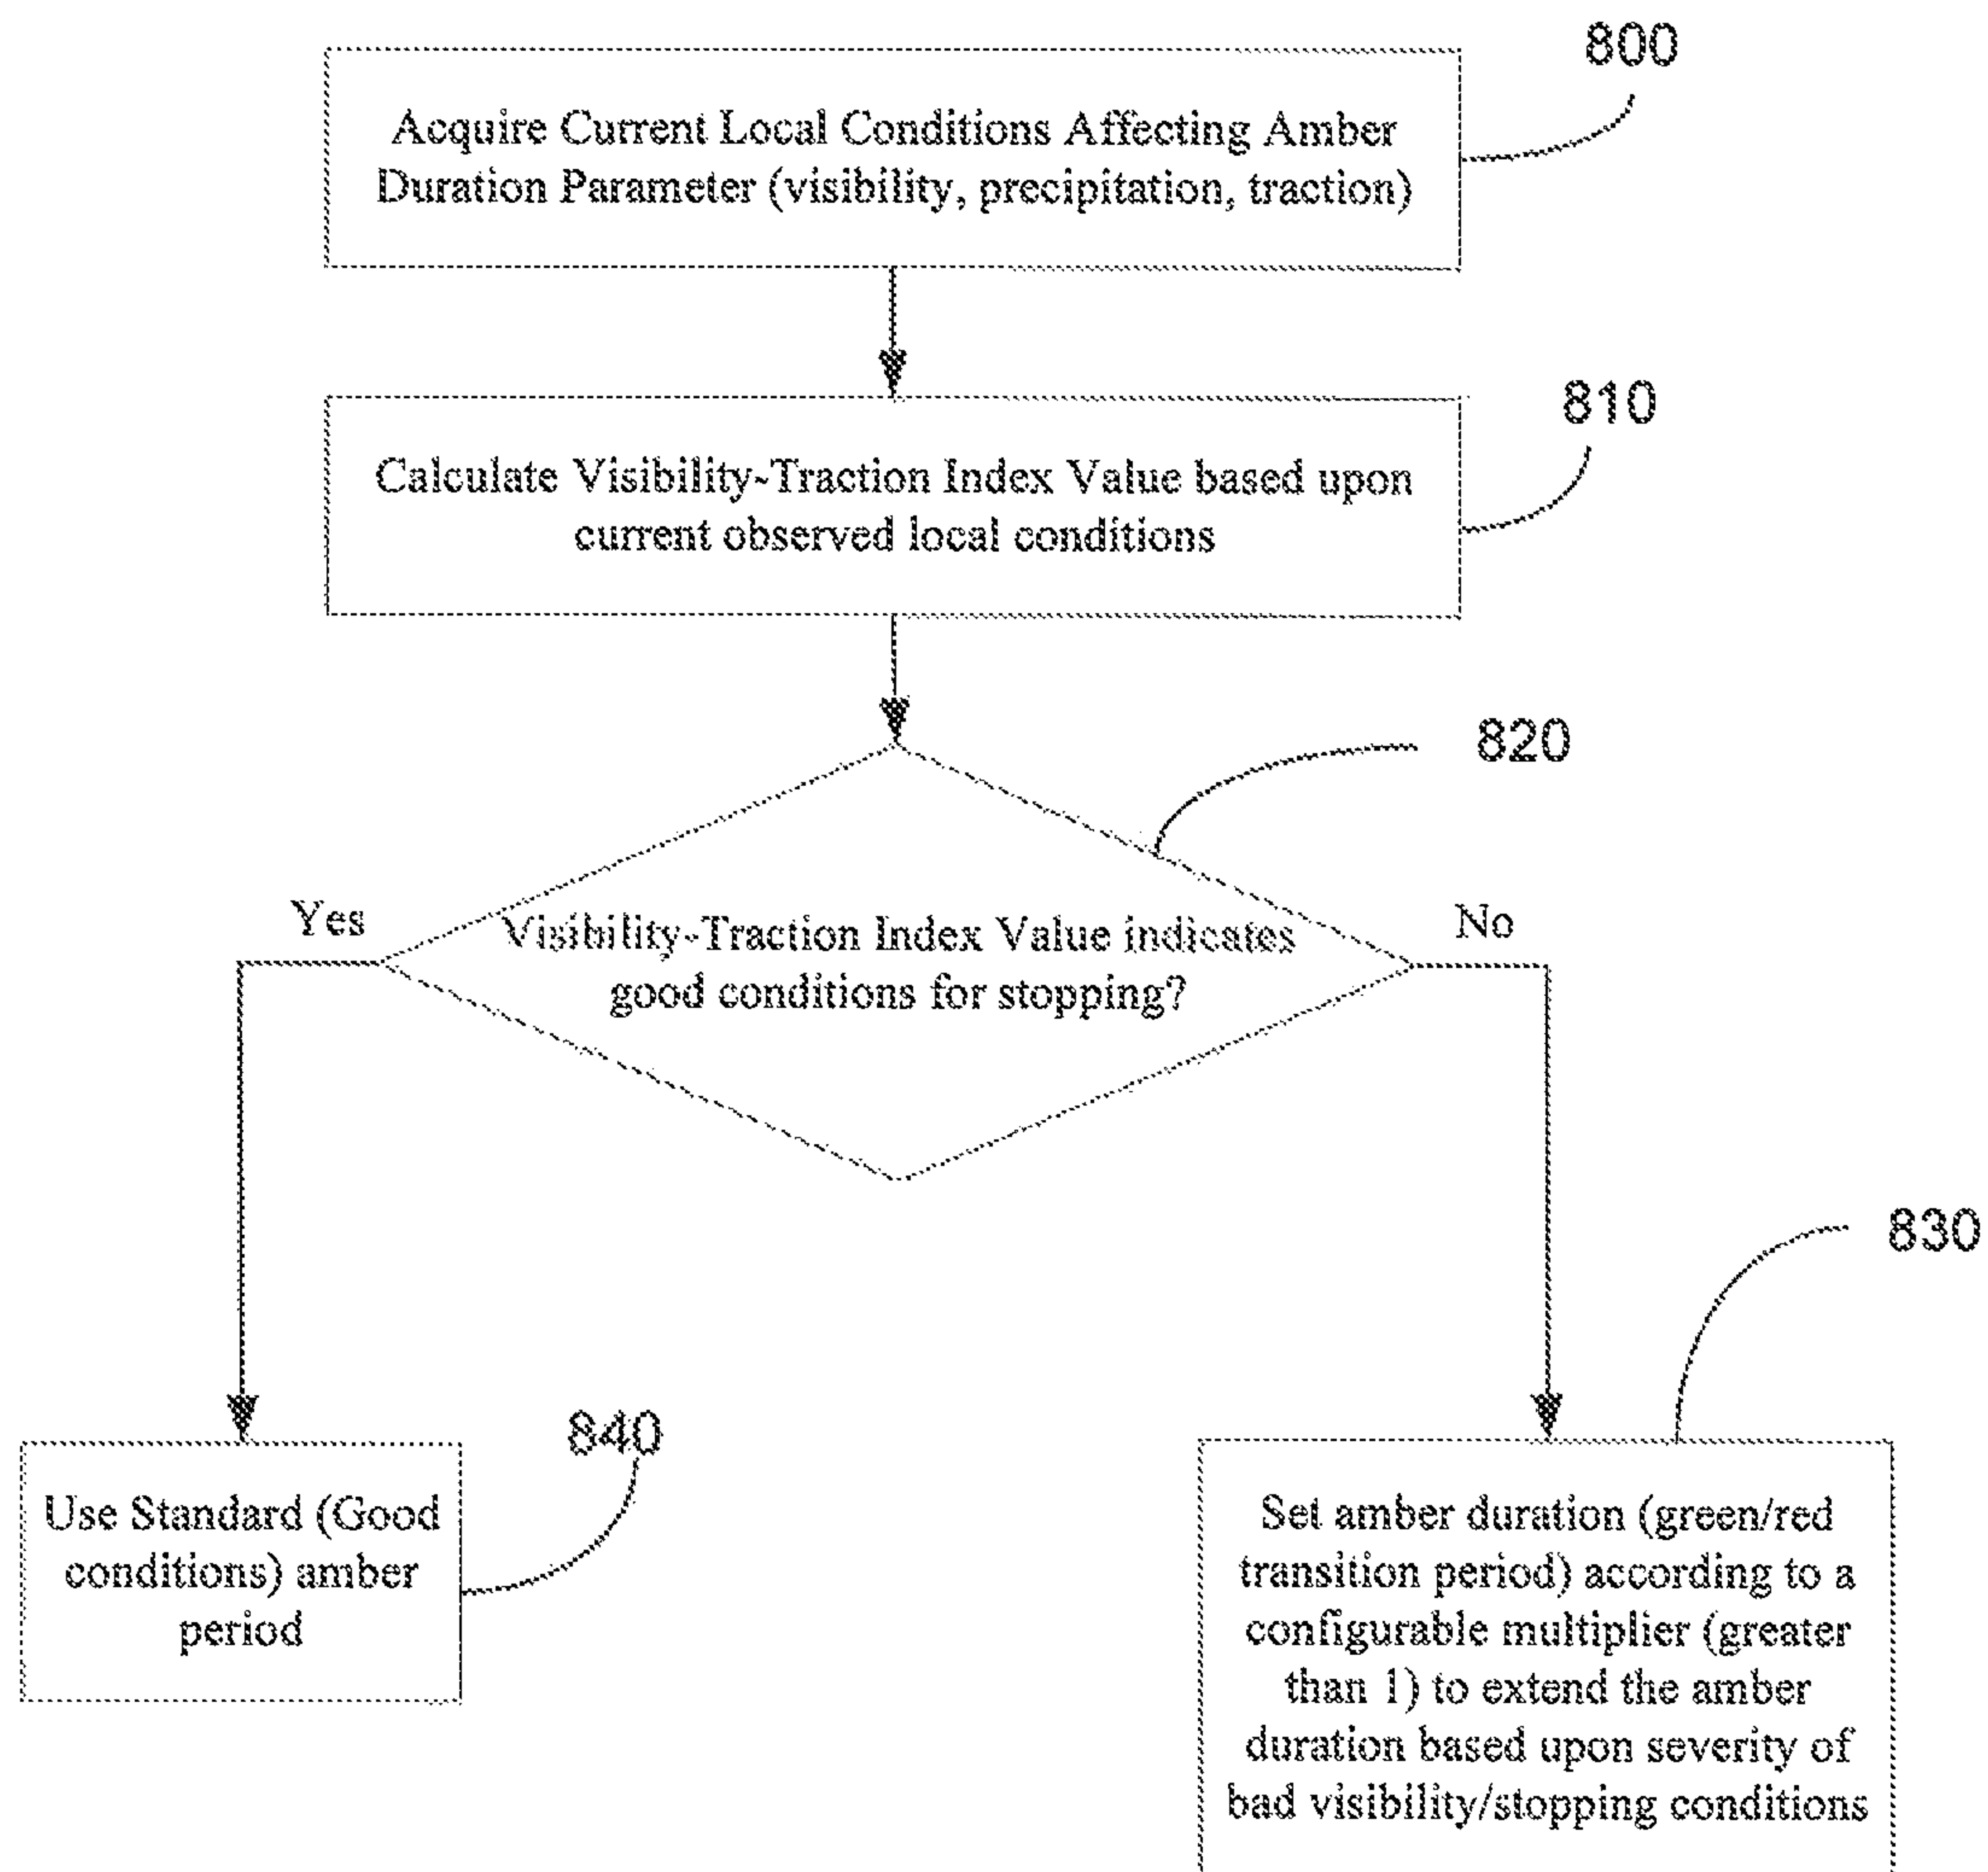 800
Acquire Current Local Conditions Affecting Amber
Duration Parameter (visibility, precipitation, traction)
810
Calculate Visibility-Traction Index Value based upon
current observed local conditions
820
Yes
No
Visibility-Traction Index Value indicates
good conditions for stopping?
830
840
Use Standard (Good
conditions) amber
period
Set amber duration (green/red
transition period) according to a
configurable multiplier (greater
than 1) to extend the amber
duration based upon severity of
bad visibility/stopping conditions